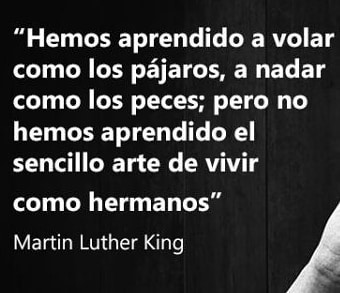 “Hemos aprendido a volar
como los pájaros, a nadar
como los peces; pero no
hemos aprendido el
sencillo arte de vivir
como hermanos”
Martin Luther King